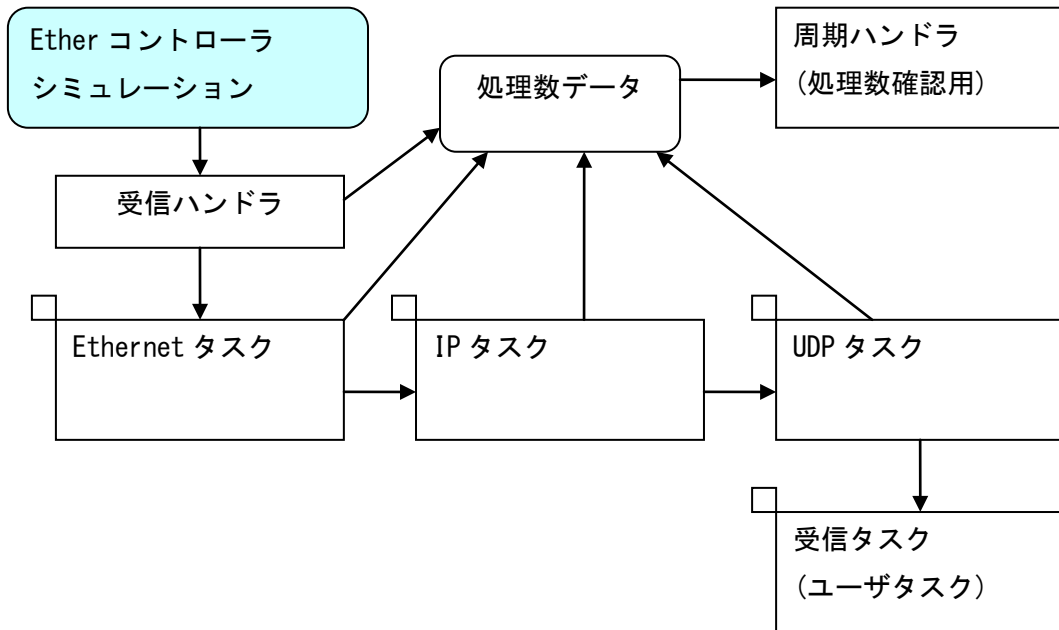 Ether コントローラ
シミュレーション
処理数データ
周期ハンドラ
(処理数確認用)
受信ハンドラ
Ethernet タスク
IP タスク
UDP タスク
受信タスク
(ユーザタスク)